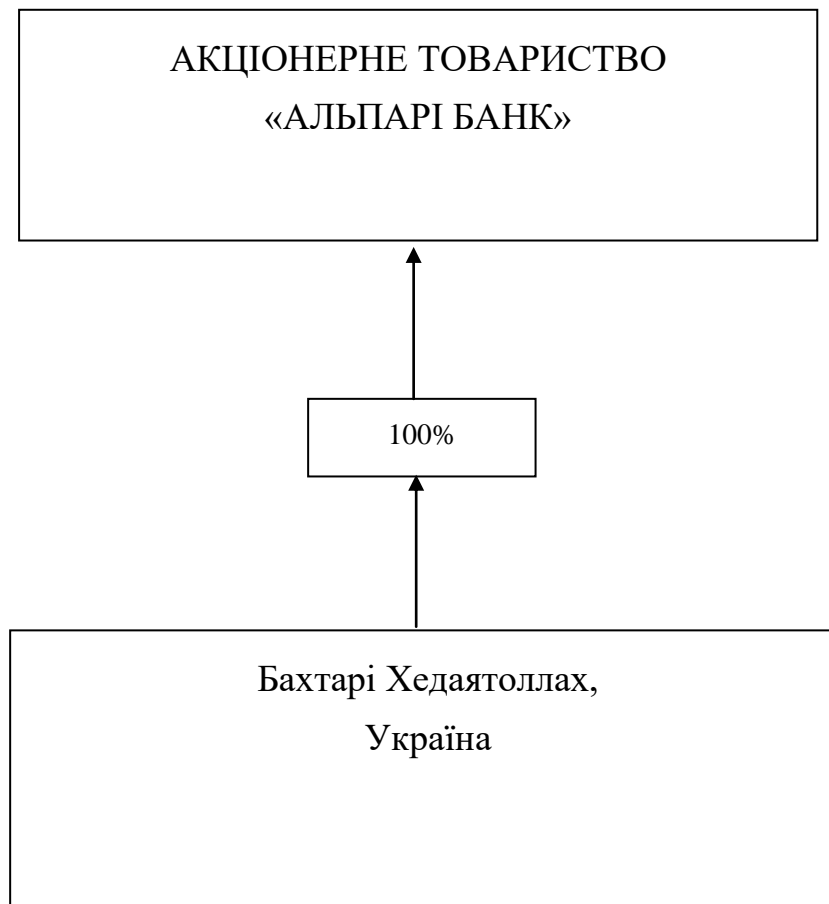 АКЦІОНЕРНЕ ТОВАРИСТВО
«АЛЬПАРІ БАНК»
100%
Бахтарі Хедаятоллах,
Україна